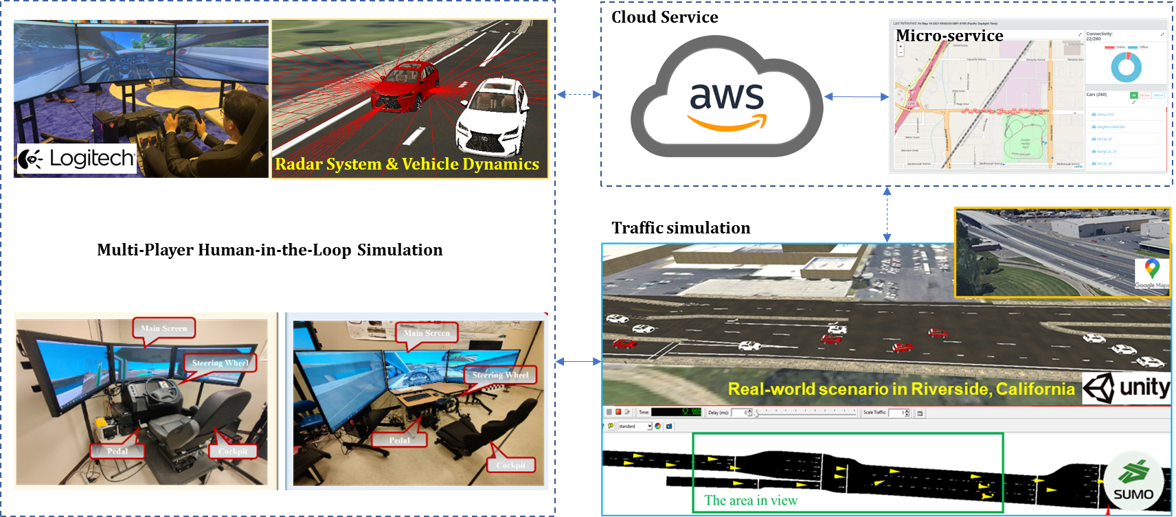 Logitech
Radar System & Vehicle Dynamics
Multi-Player Human-in-the-Loop Simulation
Main Screen
Steering Wheel
Pedal
Cockpit
Main Screen
Steering Wheel
Pedal
Cockpit
Cloud Service
aws
Micro-service
Connectivity:
22/260
Cars (260)
Traffic simulation
Google Maps
Real-world scenario in Riverside, California
unity
Time:
Delay (ms):
Scale Traffic:
standard
The area in view
SUMO